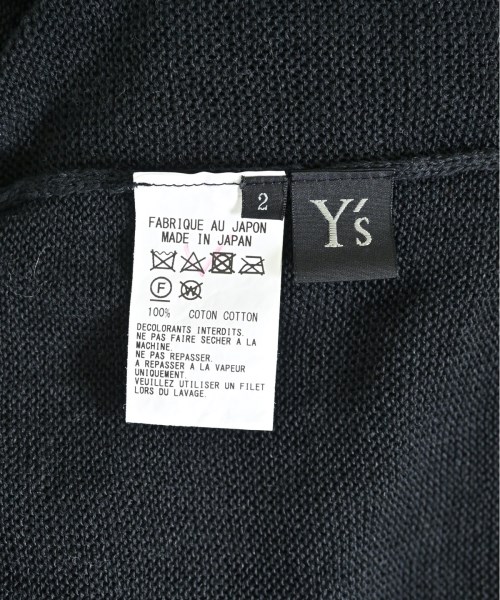 2
Y's
FABRIQUE AU JAPON
MADE IN JAPAN
F W
100% COTON COTTON
DECOLORANTS INTERDITS.
NE PAS FAIRE SECHER A LA
MACHINE.
NE PAS REPASSER.
A REPASSER A LA VAPEUR
UNIQUEMENT.
VEUILLEZ UTILISER UN FILET
LORS DU LAVAGE.